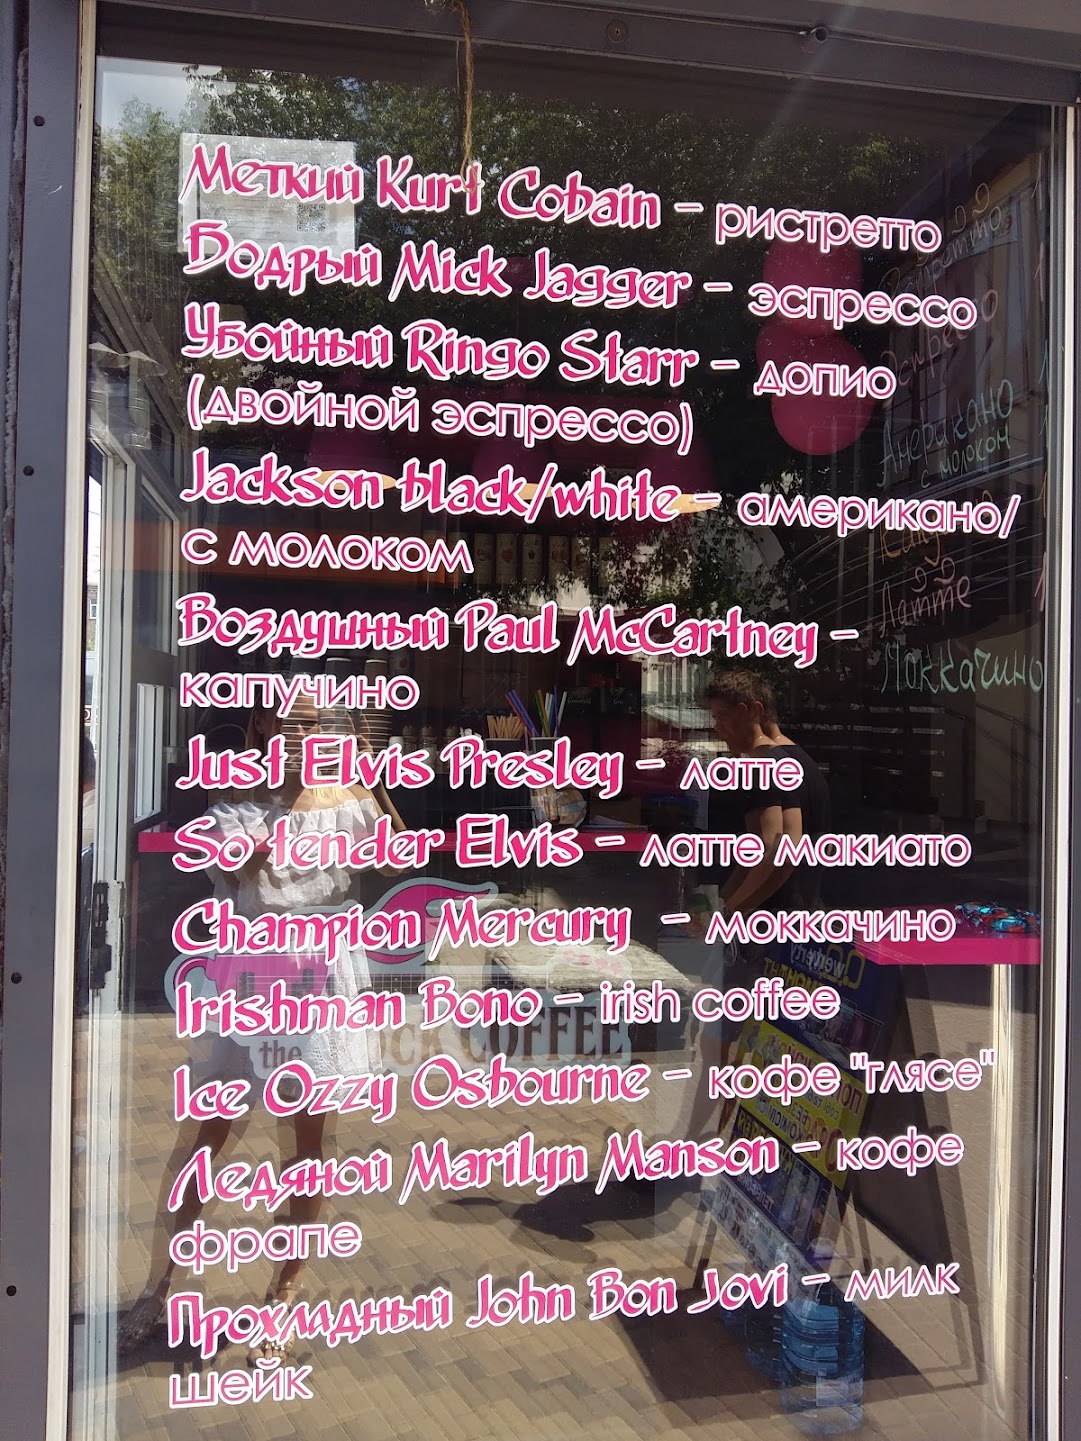 Меткий Kurt Cobain – ристретто
Бодрый Mick Jagger – эспрессо
Убойный Ringo Starr – допио
(двойной эспрессо)
Jackson black/white – американо/
с молоком
Воздушный Paul McCartney –
капучино
Just Elvis Presley – латте
So tender Elvis – латте макиато
Champion Mercury – моккачино
Irishman Bono – irish coffee
Ice Ozzy Osbourne – кофе "глясе"
Ледяной Marilyn Manson – кофе
фрапе
Прохладный John Bon Jovi – милк
шейк
Американо
с молоком
Латте
Моккачино
the
COFFEE